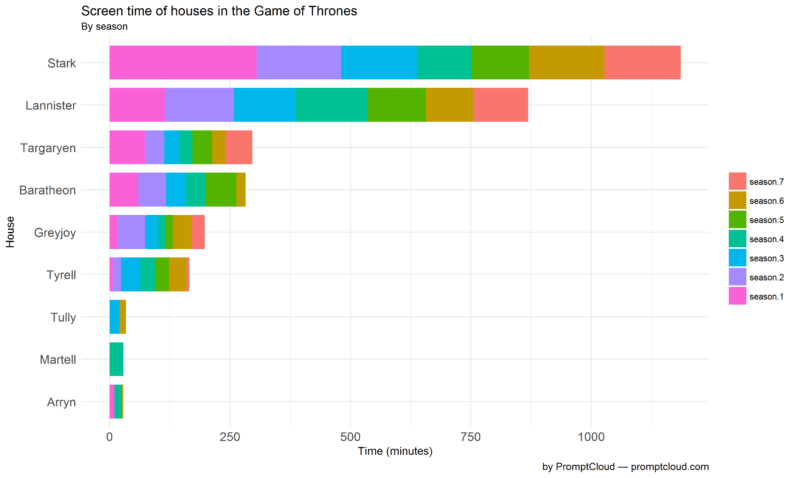 Screen time of houses in the Game of Thrones
By season
House
Stark
Lannister
Targaryen
Baratheon
Greyjoy
Tyrell
Tully
Martell
Arryn
0 250 500 750 1000
Time (minutes)
season.7
season.6
season.5
season.4
season.3
season.2
season.1
by PromptCloud — promptcloud.com